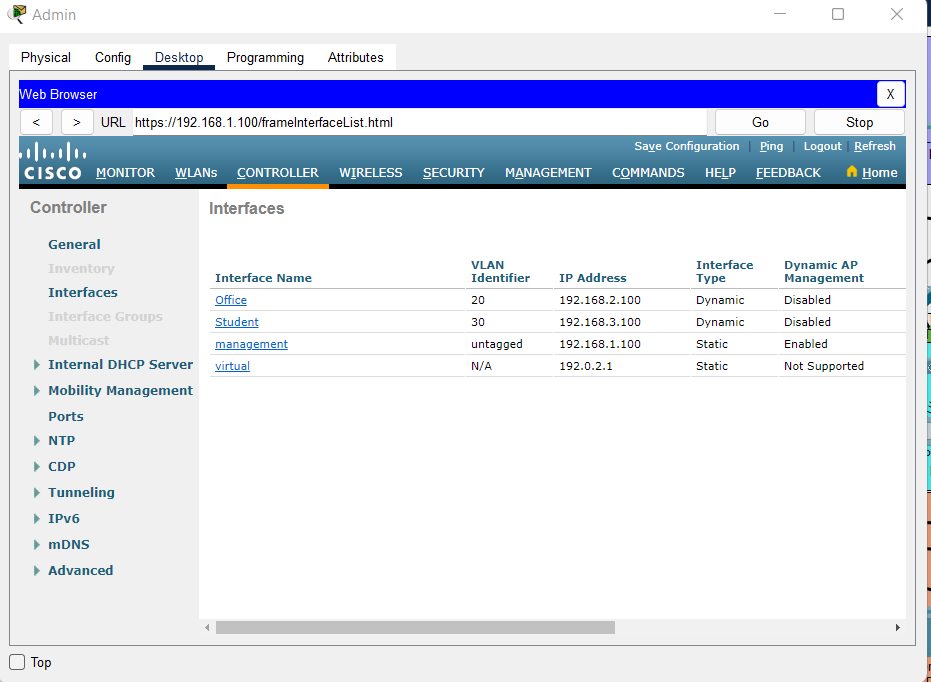 Admin
Physical Config Desktop Programming Attributes
Web Browser X
< > URL https://192.168.1.100/frameInterfaceList.html Go Stop
Save Configuration | Ping | Logout | Refresh
CISCO MONITOR WLANs CONTROLLER WIRELESS SECURITY MANAGEMENT COMMANDS HELP FEEDBACK Home
Controller
General
Inventory
Interfaces
Interface Groups
Multicast
Internal DHCP Server
Mobility Management
Ports
NTP
CDP
Tunneling
IPv6
mDNS
Advanced
Interfaces
Interface Name VLAN Identifier IP Address Interface Type Dynamic AP Management
Office 20 192.168.2.100 Dynamic Disabled
Student 30 192.168.3.100 Dynamic Disabled
management untagged 192.168.1.100 Static Enabled
virtual N/A 192.0.2.1 Static Not Supported
Top